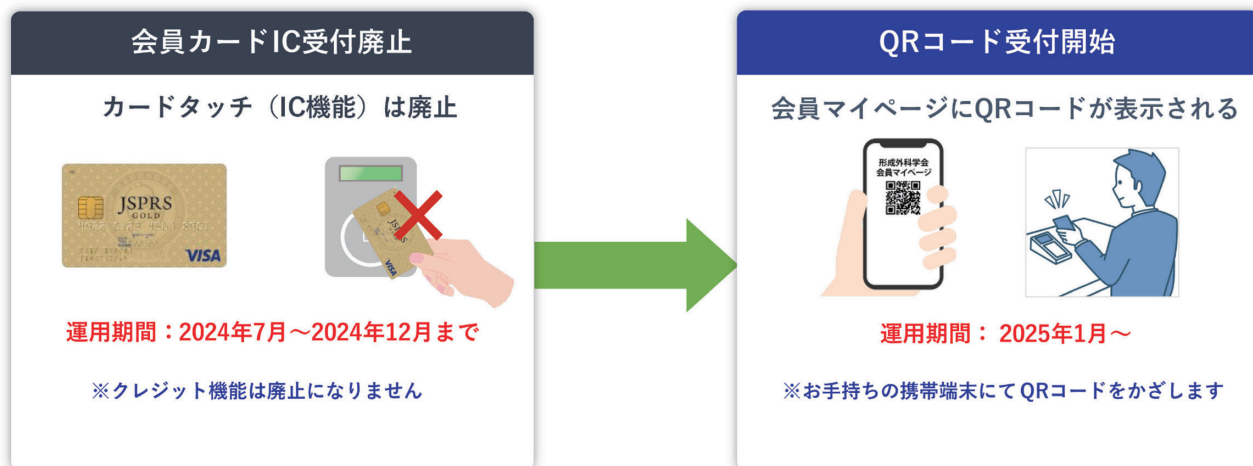 会員カードIC受付廃止
カードタッチ（IC機能）は廃止
JSPRS
GOLD
VISA
JSPRS
VISA
運用期間：2024年7月～2024年12月まで
※クレジット機能は廃止になりません
QRコード受付開始
会員マイページにQRコードが表示される
形成外科学会
会員マイページ
運用期間： 2025年1月～
※お手持ちの携帯端末にてQRコードをかざします